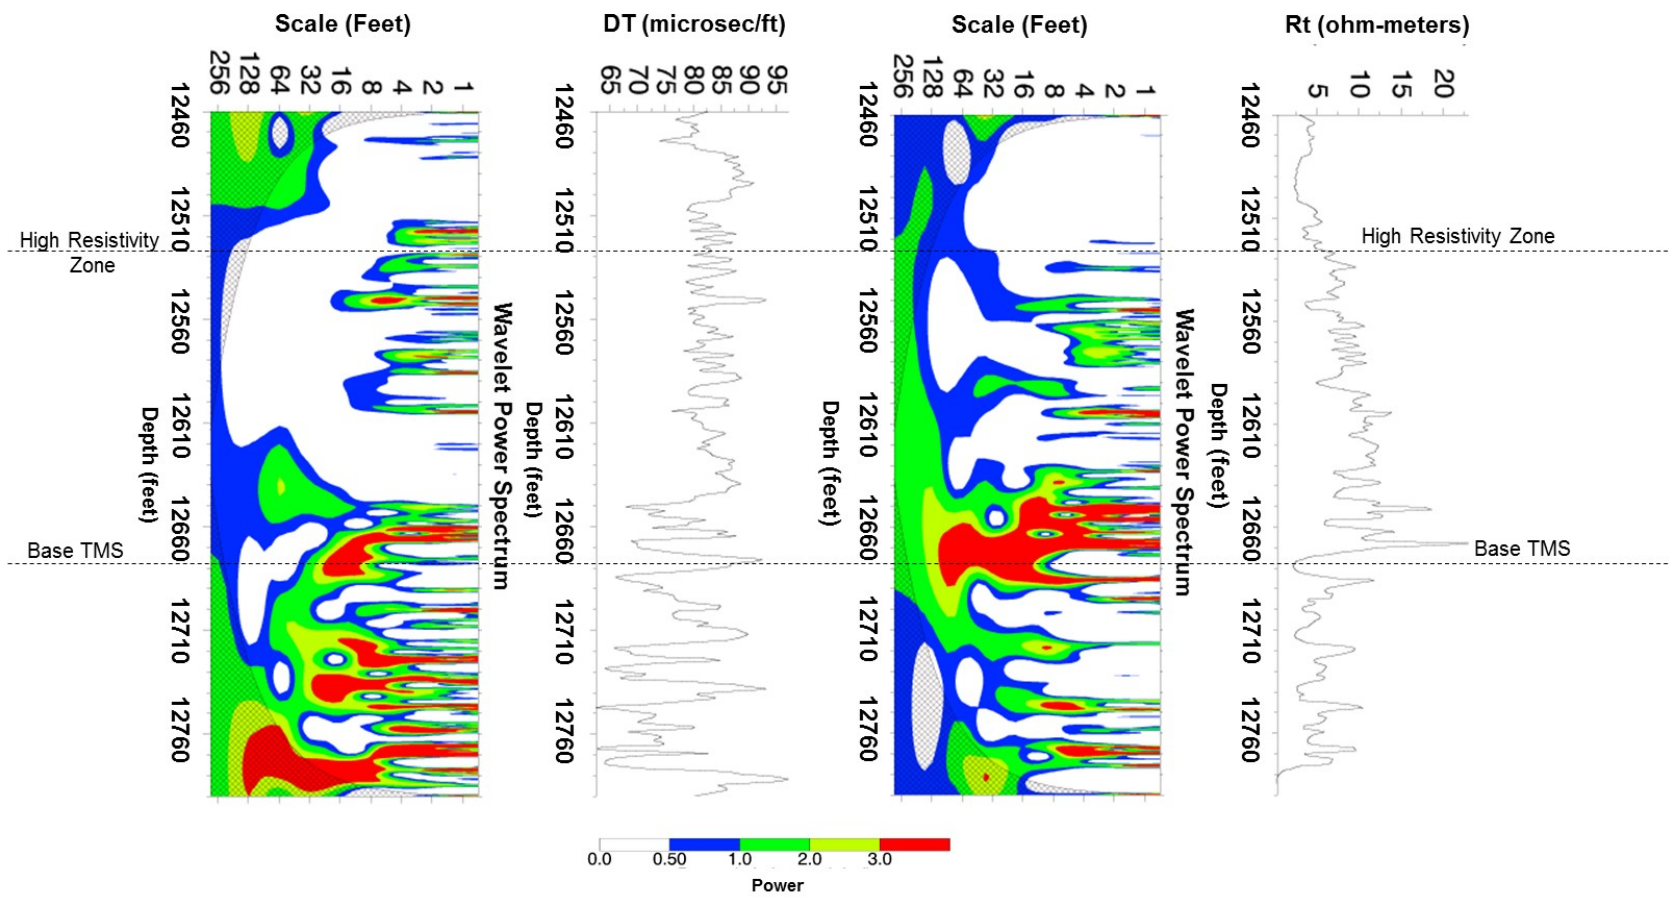 Scale (Feet)
DT (microsec/ft)
Scale (Feet)
Rt (ohm-meters)
256 128 64 32 16 8 4 2 1
65 70 75 80 85 90 95
256 128 64 32 16 8 4 2 1
5 10 15 20
12460
12510
12560
12610
12660
12710
12760
Depth (feet)
Wavelet Power Spectrum
12460
12510
12560
12610
12660
12710
12760
Depth (feet)
12460
12510
12560
12610
12660
12710
12760
Depth (feet)
Wavelet Power Spectrum
12460
12510
12560
12610
12660
12710
12760
Depth (feet)
High Resistivity
Zone
High Resistivity Zone
Base TMS
Base TMS
0.0 0.50 1.0 2.0 3.0
Power